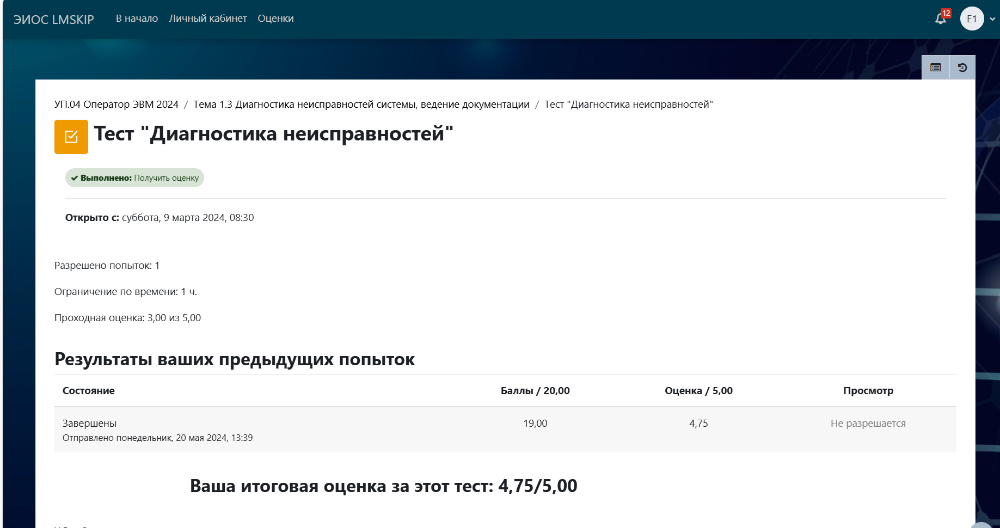 ЭИОС LMSKIP В начало Личный кабинет Оценки 12 E1
УП.04 Оператор ЭВМ 2024 / Тема 1.3 Диагностика неисправностей системы, ведение документации / Тест "Диагностика неисправностей"
Тест "Диагностика неисправностей"
Выполнено: Получить оценку
Открыто с: суббота, 9 марта 2024, 08:30
Разрешено попыток: 1
Ограничение по времени: 1 ч.
Проходная оценка: 3,00 из 5,00
Результаты ваших предыдущих попыток
Состояние Баллы / 20,00 Оценка / 5,00 Просмотр
Завершены 19,00 4,75 Не разрешается
Отправлено понедельник, 20 мая 2024, 13:39
Ваша итоговая оценка за этот тест: 4,75/5,00